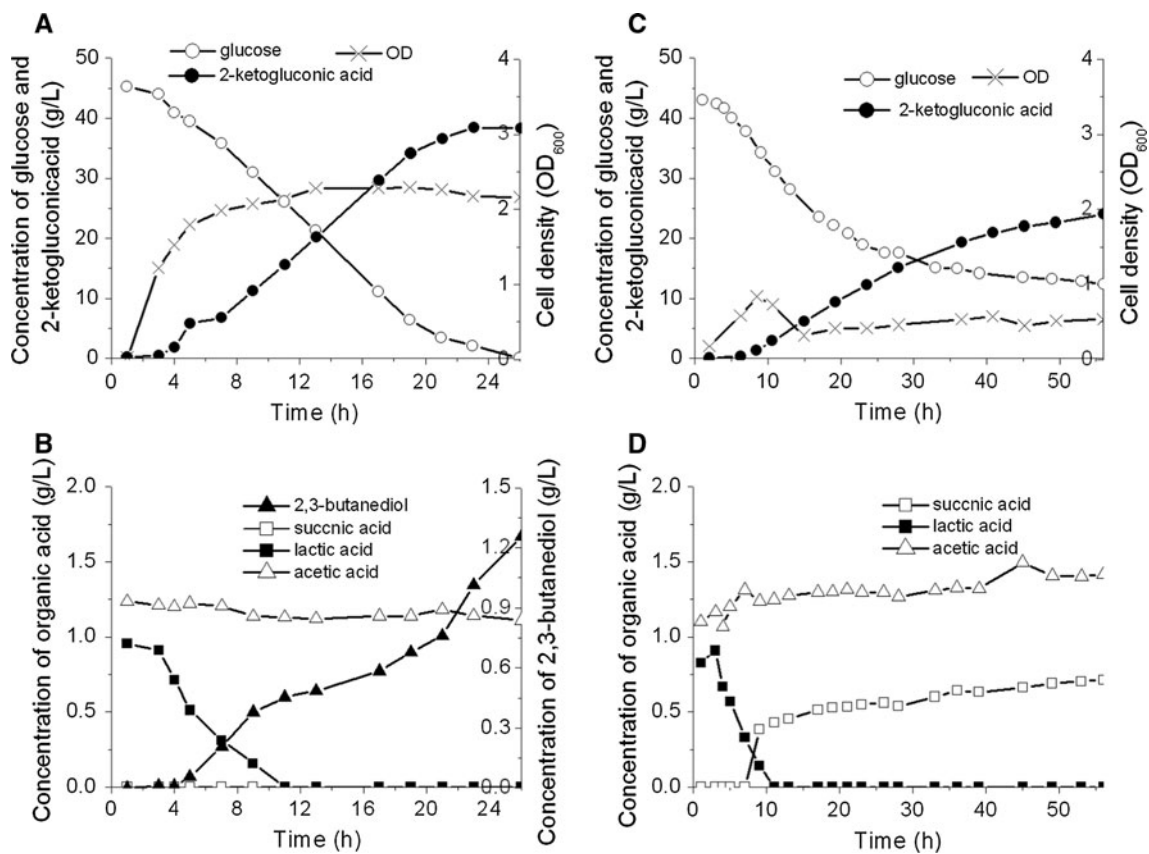 A
glucose
OD
2-ketogluconic acid
50
40
30
20
10
0
4
3
2
1
0
0 4 8 12 16 20 24
Time (h)
Concentration of glucose and
2-ketogluconicacid (g/L)
Cell density (OD600)
C
glucose
OD
2-ketogluconic acid
50
40
30
20
10
0
4
3
2
1
0
0 10 20 30 40 50
Time (h)
Concentration of glucose and
2-ketogluconicacid (g/L)
Cell density (OD600)
B
2,3-butanediol
succnic acid
lactic acid
acetic acid
2.0
1.5
1.0
0.5
0.0
1.5
1.2
0.9
0.6
0.3
0.0
0 4 8 12 16 20 24
Time (h)
Concentration of organic acid (g/L)
Concentration of 2,3-butanediol (g/L)
D
succnic acid
lactic acid
acetic acid
2.0
1.5
1.0
0.5
0.0
0 10 20 30 40 50
Time (h)
Concentration of organic acid (g/L)